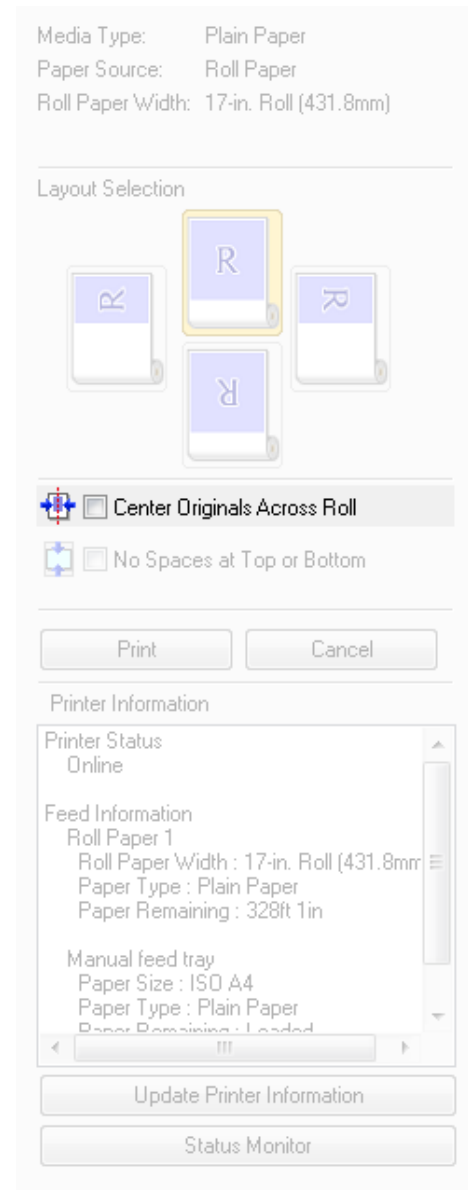 Media Type: Plain Paper
Paper Source: Roll Paper
Roll Paper Width: 17-in. Roll (431.8mm)
Layout Selection
R
R
R
R
Center Originals Across Roll
No Spaces at Top or Bottom
Print Cancel
Printer Information
Printer Status
Online
Feed Information
Roll Paper 1
Roll Paper Width : 17-in. Roll (431.8mm
Paper Type : Plain Paper
Paper Remaining : 328ft 1in
Manual feed tray
Paper Size : ISO A4
Paper Type : Plain Paper
Paper Remaining : Loaded
Update Printer Information
Status Monitor